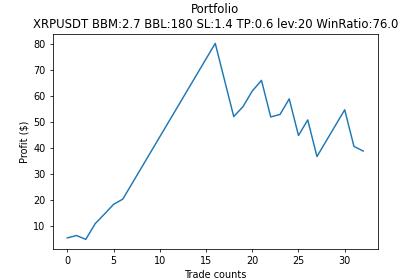 Portfolio
XRPUSDT BBM:2.7 BBL:180 SL:1.4 TP:0.6 lev:20 WinRatio:76.0
80
70
60
50
40
30
20
10
Profit ($)
0 5 10 15 20 25 30
Trade counts